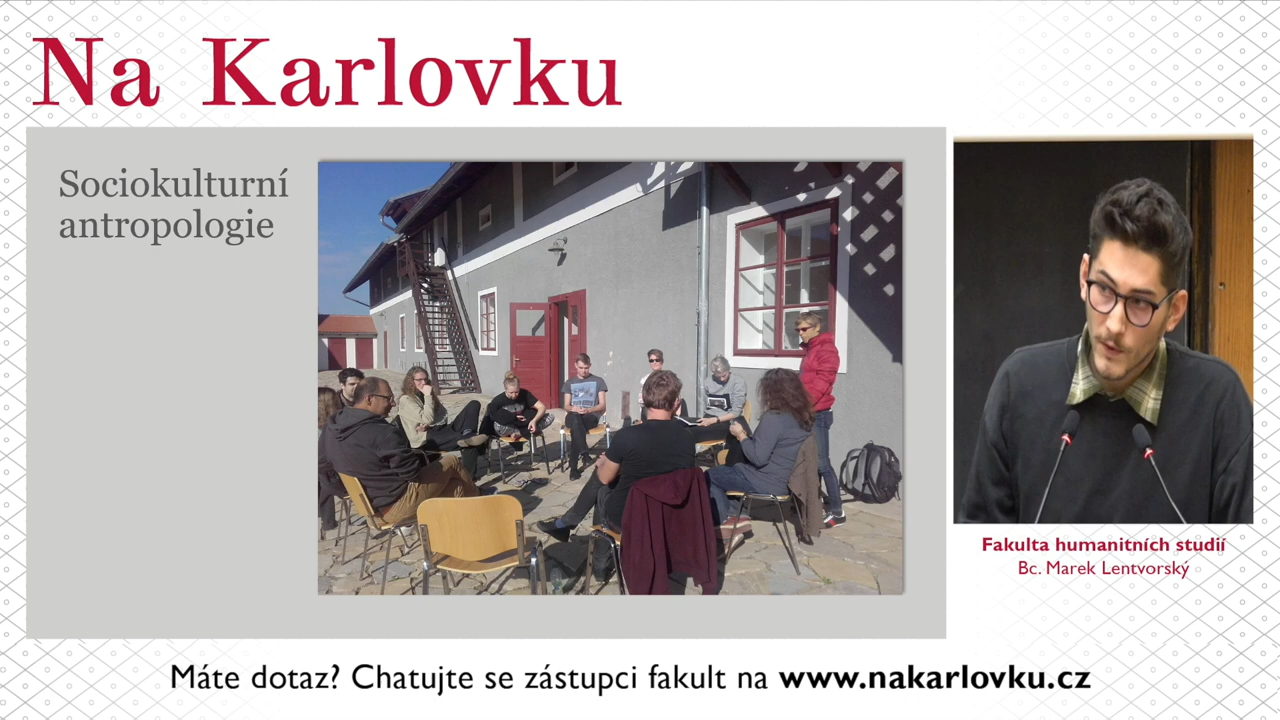 Na Karlovku
Sociokulturní
antropologie
Fakulta humanitních studií
Bc. Marek Lentvorský
Máte dotaz? Chatujte se zástupci fakult na www.nakarlovku.cz